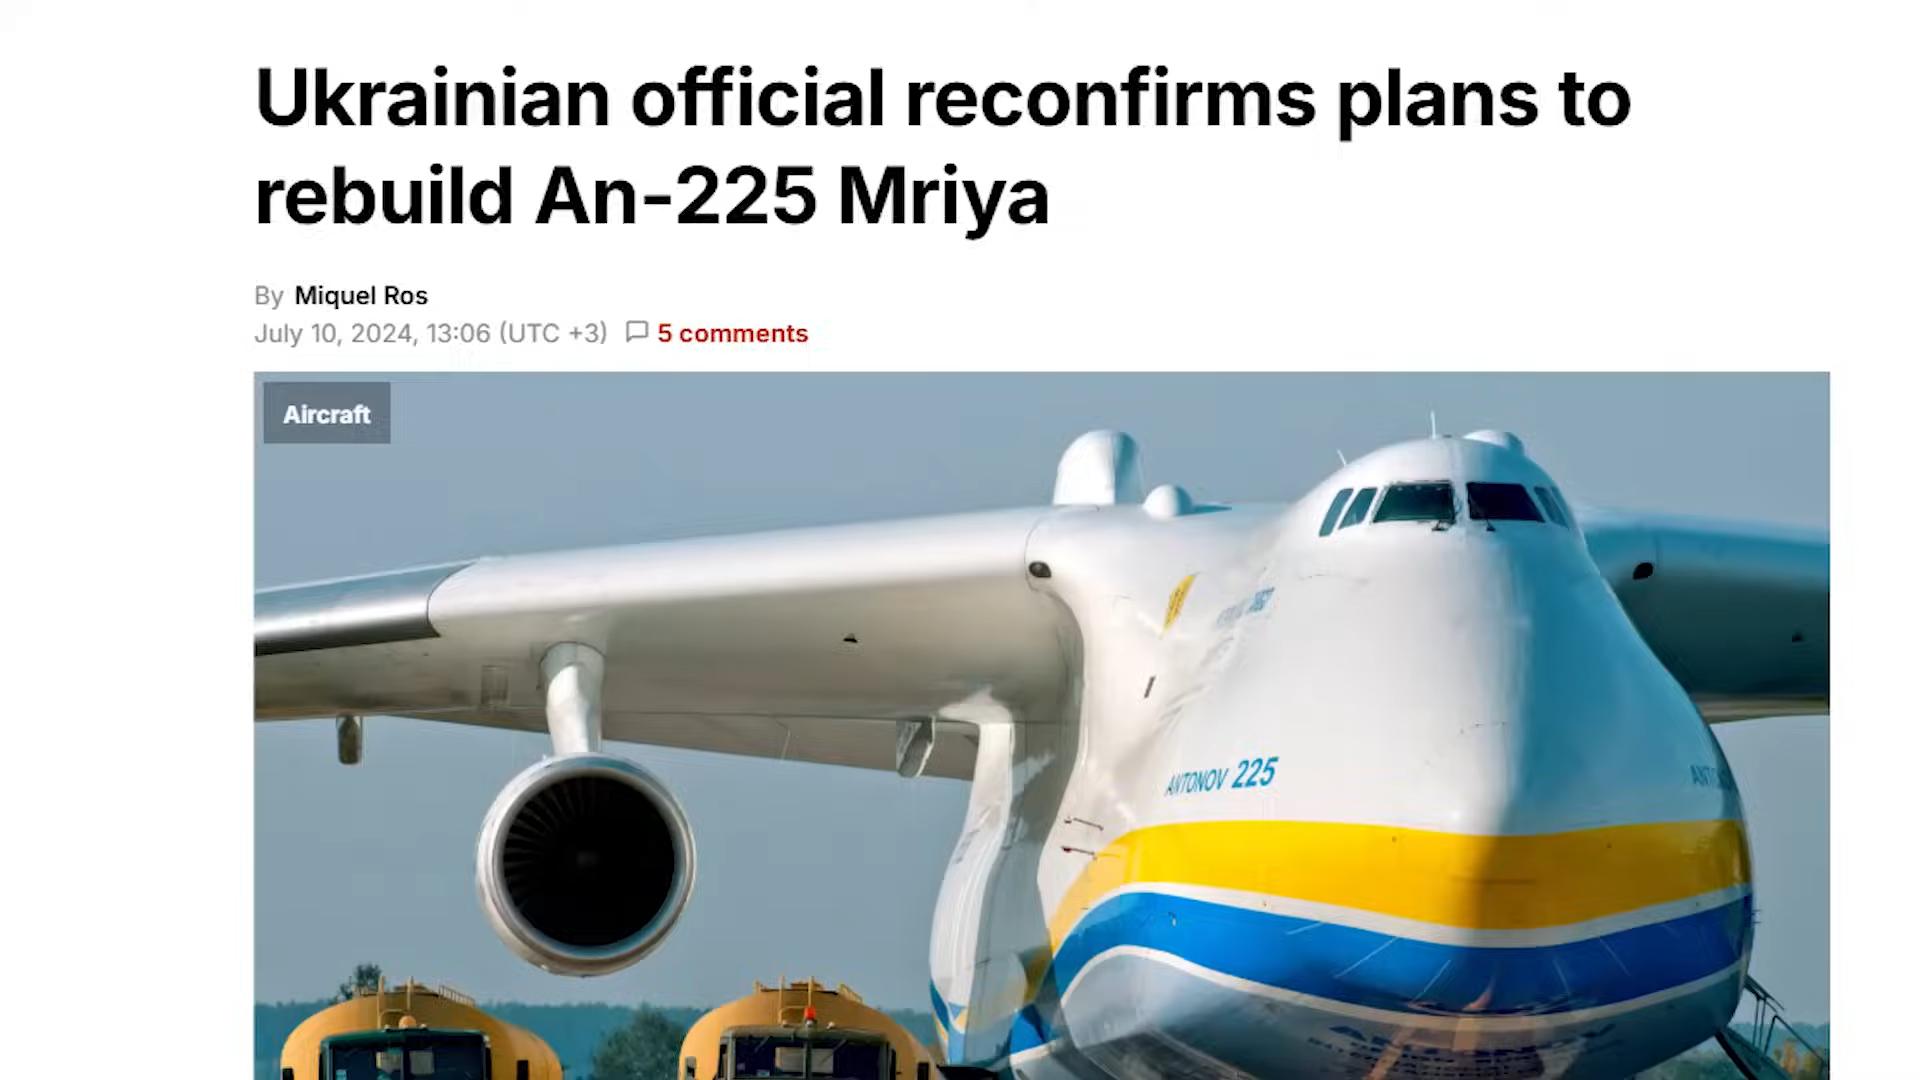 Ukrainian official reconfirms plans to
rebuild An-225 Mriya
By Miquel Ros
July 10, 2024, 13:06 (UTC +3) 5 comments
Aircraft
ANTONOV 225